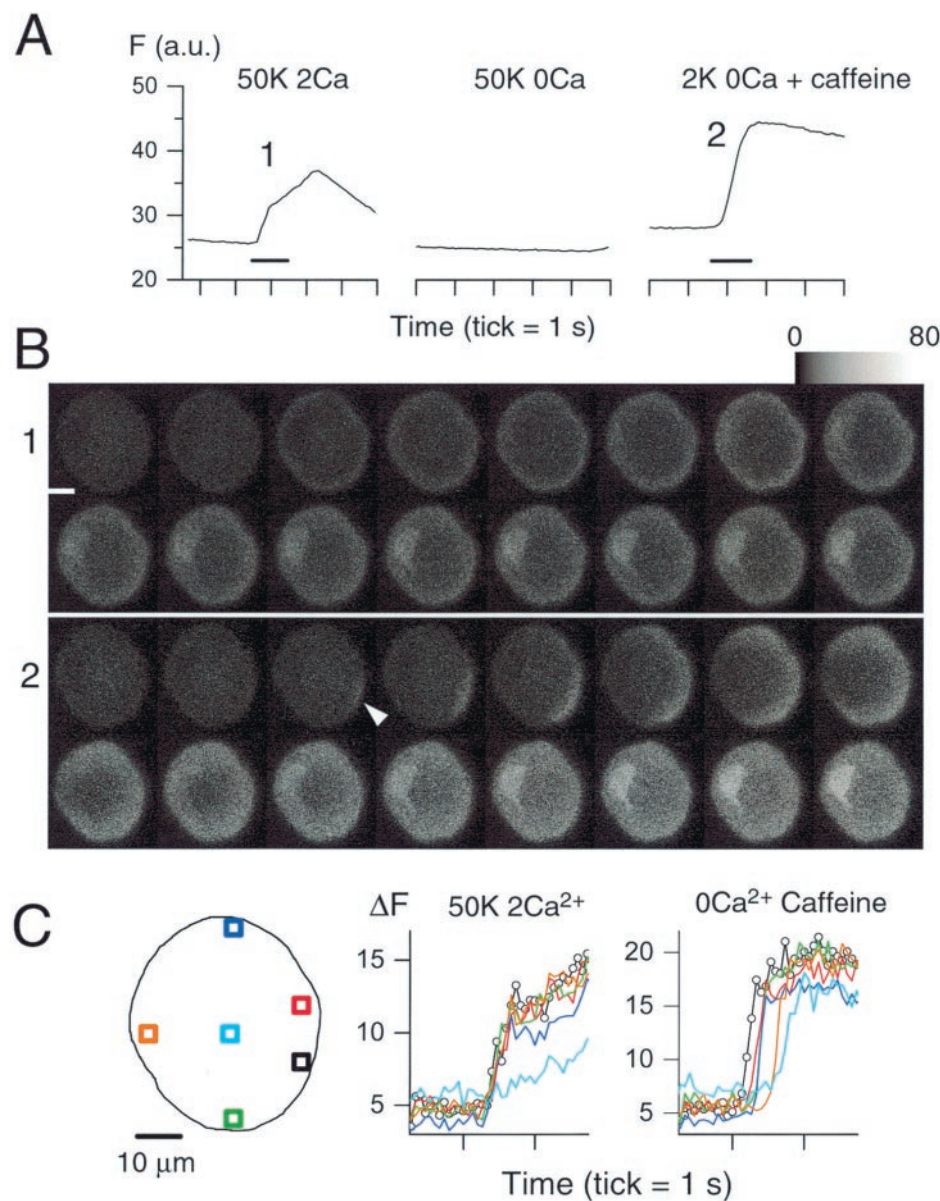 A
F (a.u.)
50K 2Ca
50K 0Ca
2K 0Ca + caffeine
50
40
30
20
1
2
Time (tick = 1 s)
B
0
80
1
2
C
10 μm
ΔF
50K 2Ca²⁺
0Ca²⁺ Caffeine
15
10
5
20
15
10
5
Time (tick = 1 s)